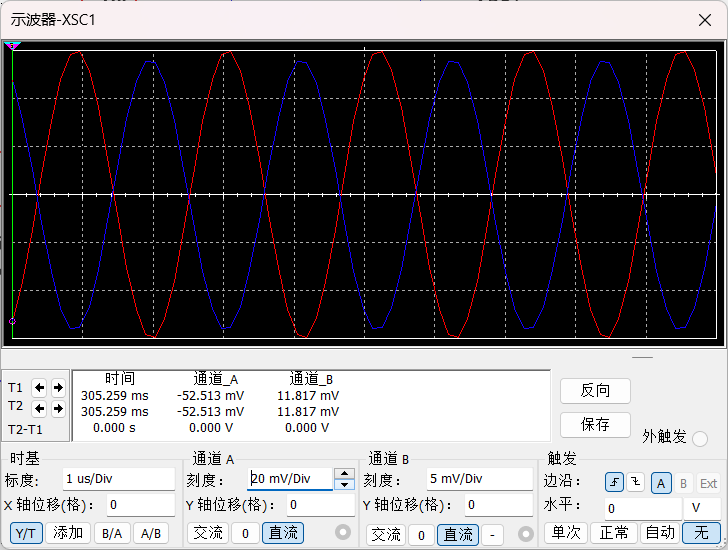 示波器-XSC1
时间 通道_A 通道_B
T1 305.259 ms -52.513 mV 11.817 mV
T2 305.259 ms -52.513 mV 11.817 mV
T2-T1 0.000 s 0.000 V 0.000 V
反向
保存
外触发
时基
标度: 1 us/Div
X 轴位移(格): 0
Y/T 添加 B/A A/B
通道 A
刻度: 20 mV/Div
Y 轴位移(格): 0
交流 0 直流
通道 B
刻度: 5 mV/Div
Y 轴位移(格): 0
交流 0 直流 -
触发
边沿: A B Ext
水平: 0 V
单次 正常 自动 无